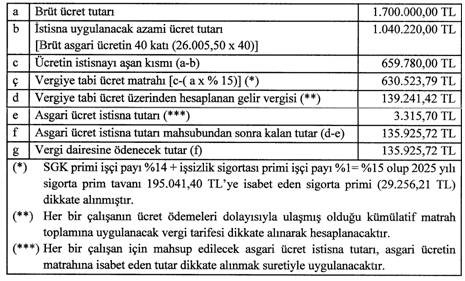 a Brüt ücret tutarı 1.700.000,00 TL
b İstisna uygulanacak azami ücret tutarı 1.040.220,00 TL
[Brüt asgari ücretin 40 katı (26.005,50 x 40)]
c Ücretin istisnayı aşan kısmı (a-b) 659.780,00 TL
ç Vergiye tabi ücret matrahı [c-( a x % 15)] (*) 630.523,79 TL
d Vergiye tabi ücret üzerinden hesaplanan gelir vergisi (**) 139.241,42 TL
e Asgari ücret istisna tutarı (***) 3.315,70 TL
f Asgari ücret istisna tutarı mahsubundan sonra kalan tutar (d-e) 135.925,72 TL
g Vergi dairesine ödenecek tutar (f) 135.925,72 TL
(*) SGK primi işçi payı %14 + işsizlik sigortası primi işçi payı %1= %15 olup 2025 yılı
sigorta prim tavanı 195.041,40 TL'ye isabet eden sigorta primi (29.256,21 TL)
dikkate alınmıştır.
(**) Her bir çalışanın ücret ödemeleri dolayısıyla ulaşmış olduğu kümülatif matrah
toplamına uygulanacak vergi tarifesi dikkate alınarak hesaplanacaktır.
(***) Her bir çalışan için mahsup edilecek asgari ücret istisna tutarı, asgari ücretin
matrahına isabet eden tutar dikkate alınmak suretiyle uygulanacaktır.